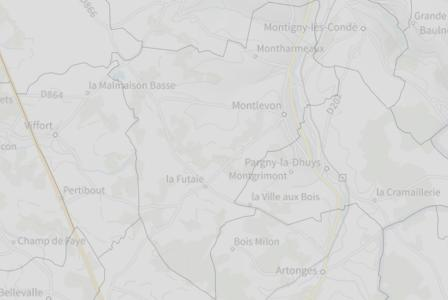 D866
Montigny-lès-Condé
Grande
Baulne
Montharmeaux
la Malmaison Basse
D864
Montlevon
D20
Viffort
Pargny-la-Dhuys
Montgrimont
la Futaie
Pertibout
la Ville aux Bois
la Cramaillerie
Champ de Faye
Bois Milon
Artonges
Bellevalle